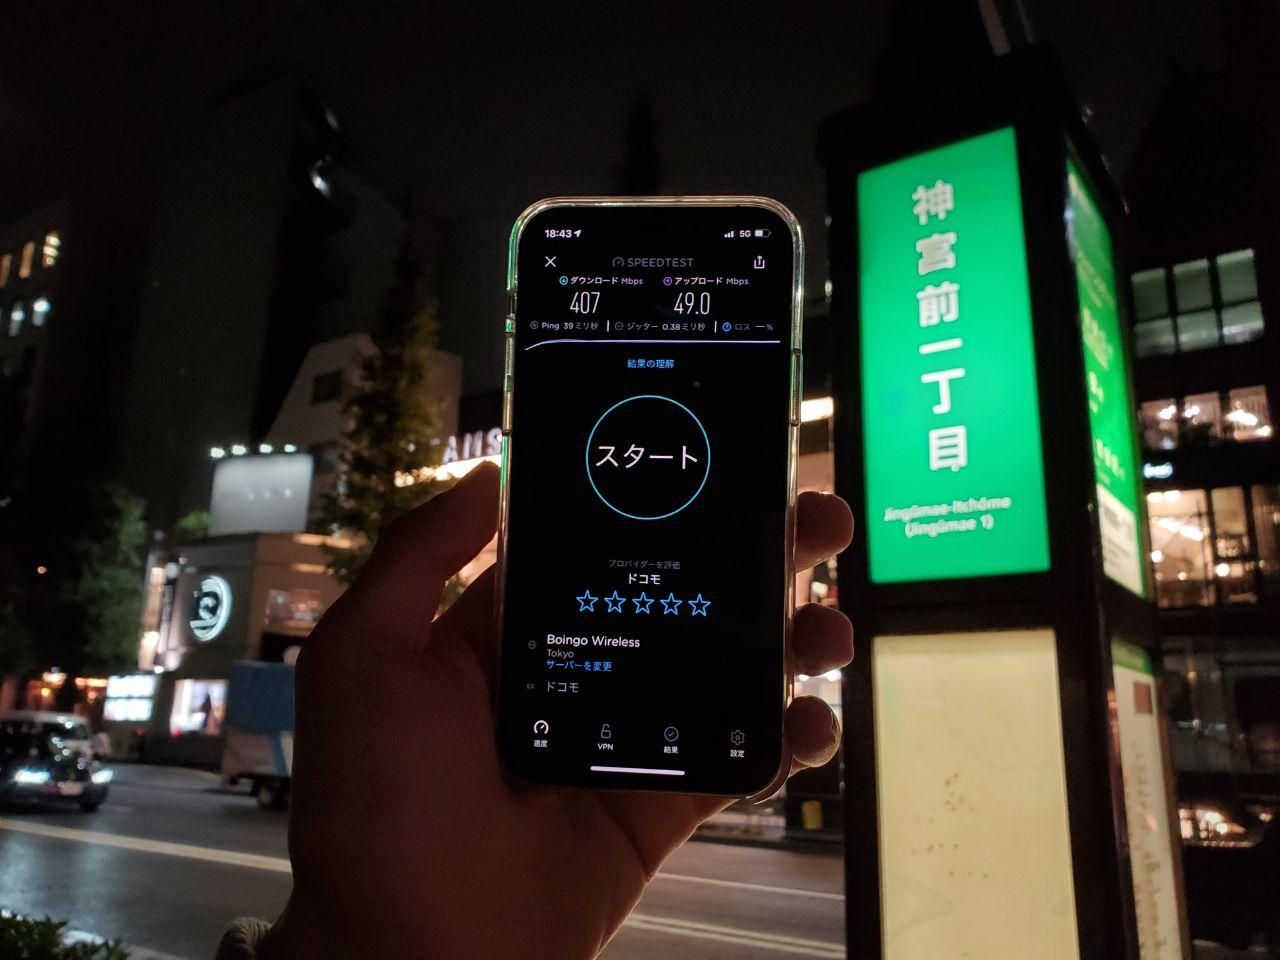 18:43
5G
SPEEDTEST
ダウンロード Mbps
アップロード Mbps
407
49.0
Ping 39 ミリ秒
ジッター 0.38 ミリ秒
ロス — %
結果の理解
スタート
プロバイダーを評価
ドコモ
Boingo Wireless
Tokyo
サーバーを変更
5G ドコモ
速度
VPN
結果
設定
神宮前一丁目
Jingūmae-Itchōme
(Jingūmae 1)